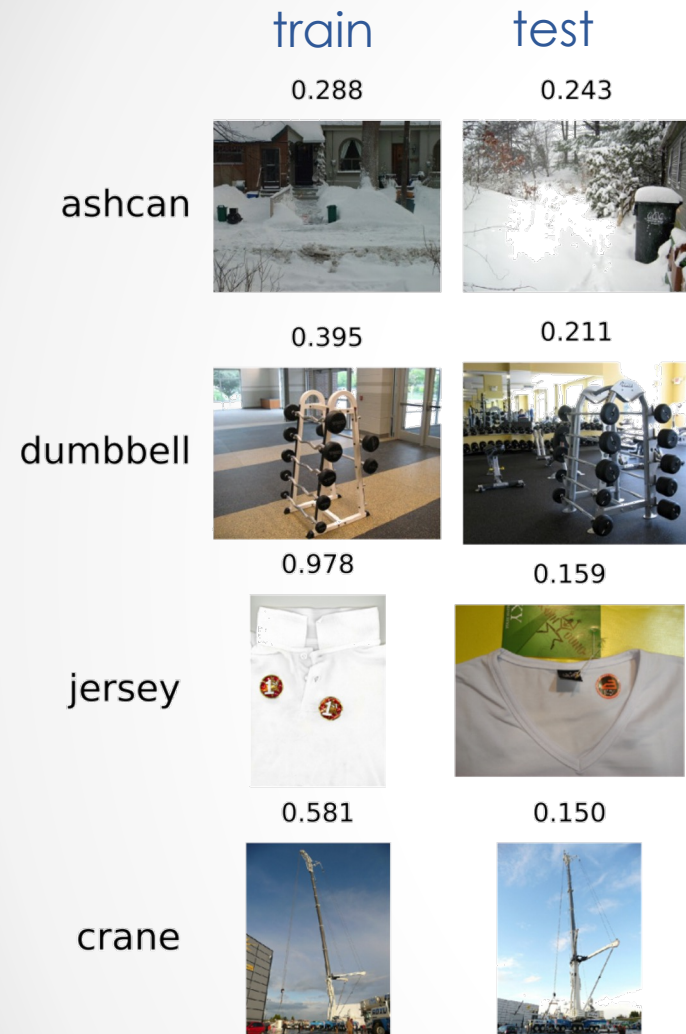 train test
0.288 0.243
ashcan
0.395 0.211
dumbbell
0.978 0.159
jersey
0.581 0.150
crane